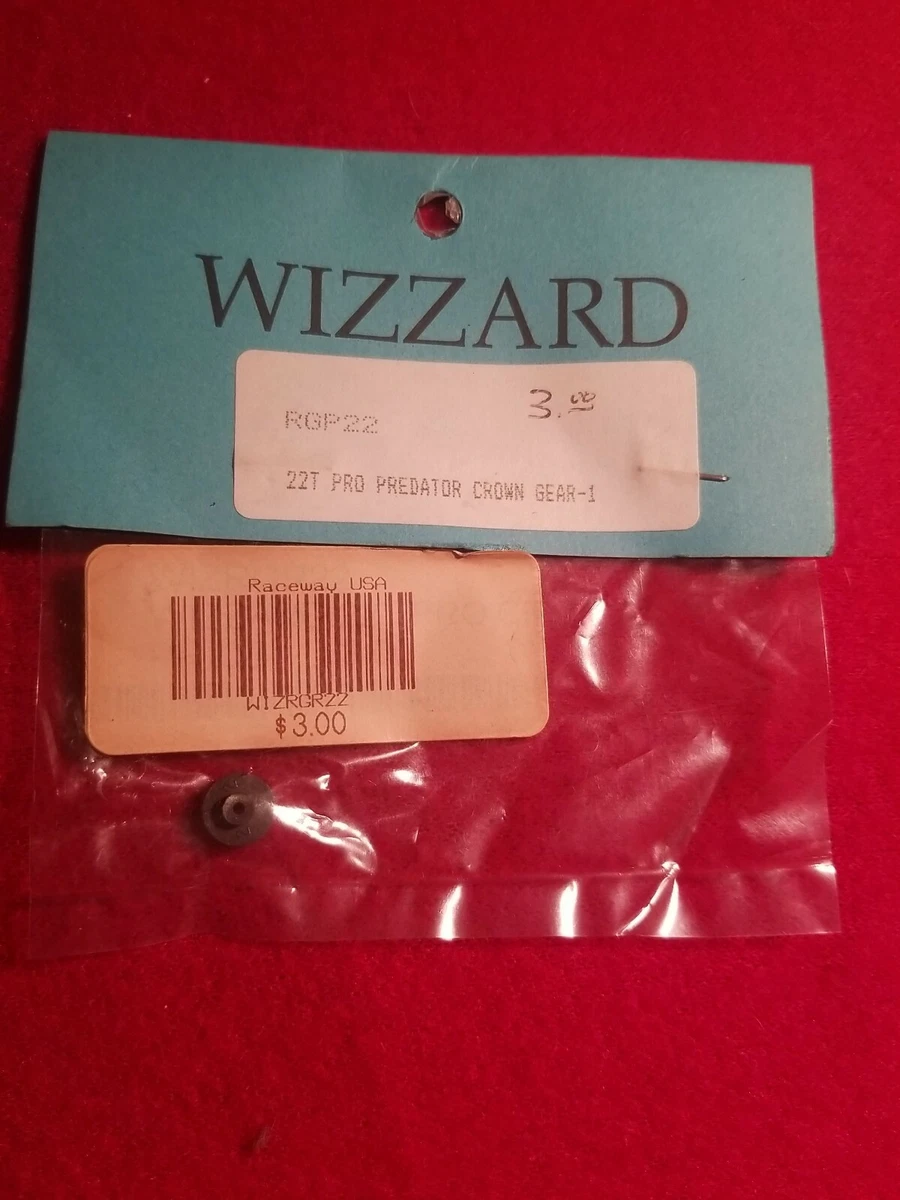 WIZZARD
3.00
RGP22
22T PRO PREDATOR CROWN GEAR-1
Raceway USA
WIZRGR22
$3.00